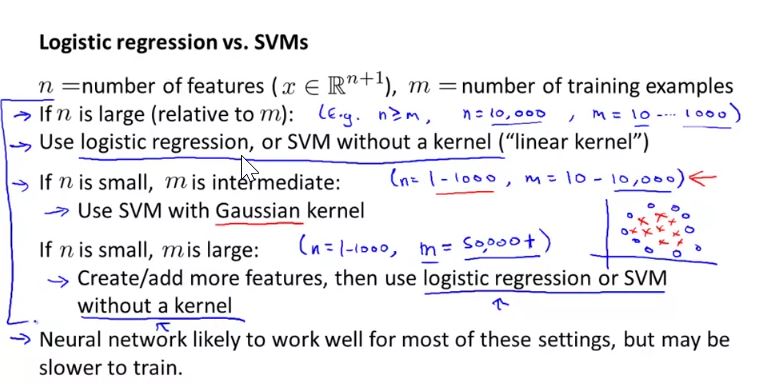 Logistic regression vs. SVMs
n =number of features ( x ∈ ℝⁿ⁺¹), m = number of training examples
→ If n is large (relative to m): (E.g. n ≥ m, n = 10,000, m = 10 ... 1000)
→ Use logistic regression, or SVM without a kernel (“linear kernel”)
→ If n is small, m is intermediate: (n = 1 - 1000, m = 10 - 10,000) ←
→ Use SVM with Gaussian kernel
If n is small, m is large: (n = 1 - 1000, m = 50,000+)
→ Create/add more features, then use logistic regression or SVM
without a kernel
→ Neural network likely to work well for most of these settings, but may be
slower to train.